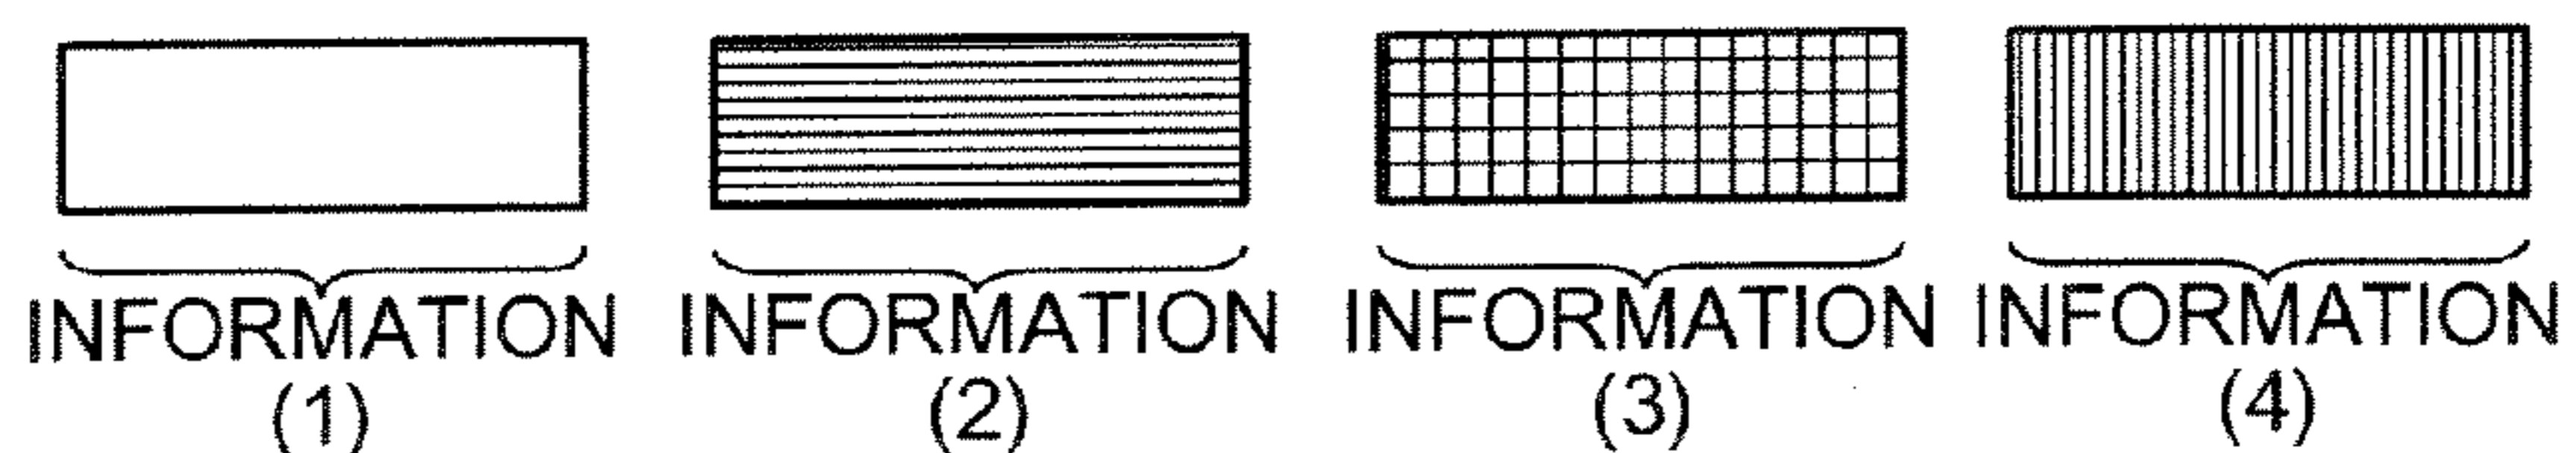 INFORMATION INFORMATION INFORMATION INFORMATION
(1) (2) (3) (4)